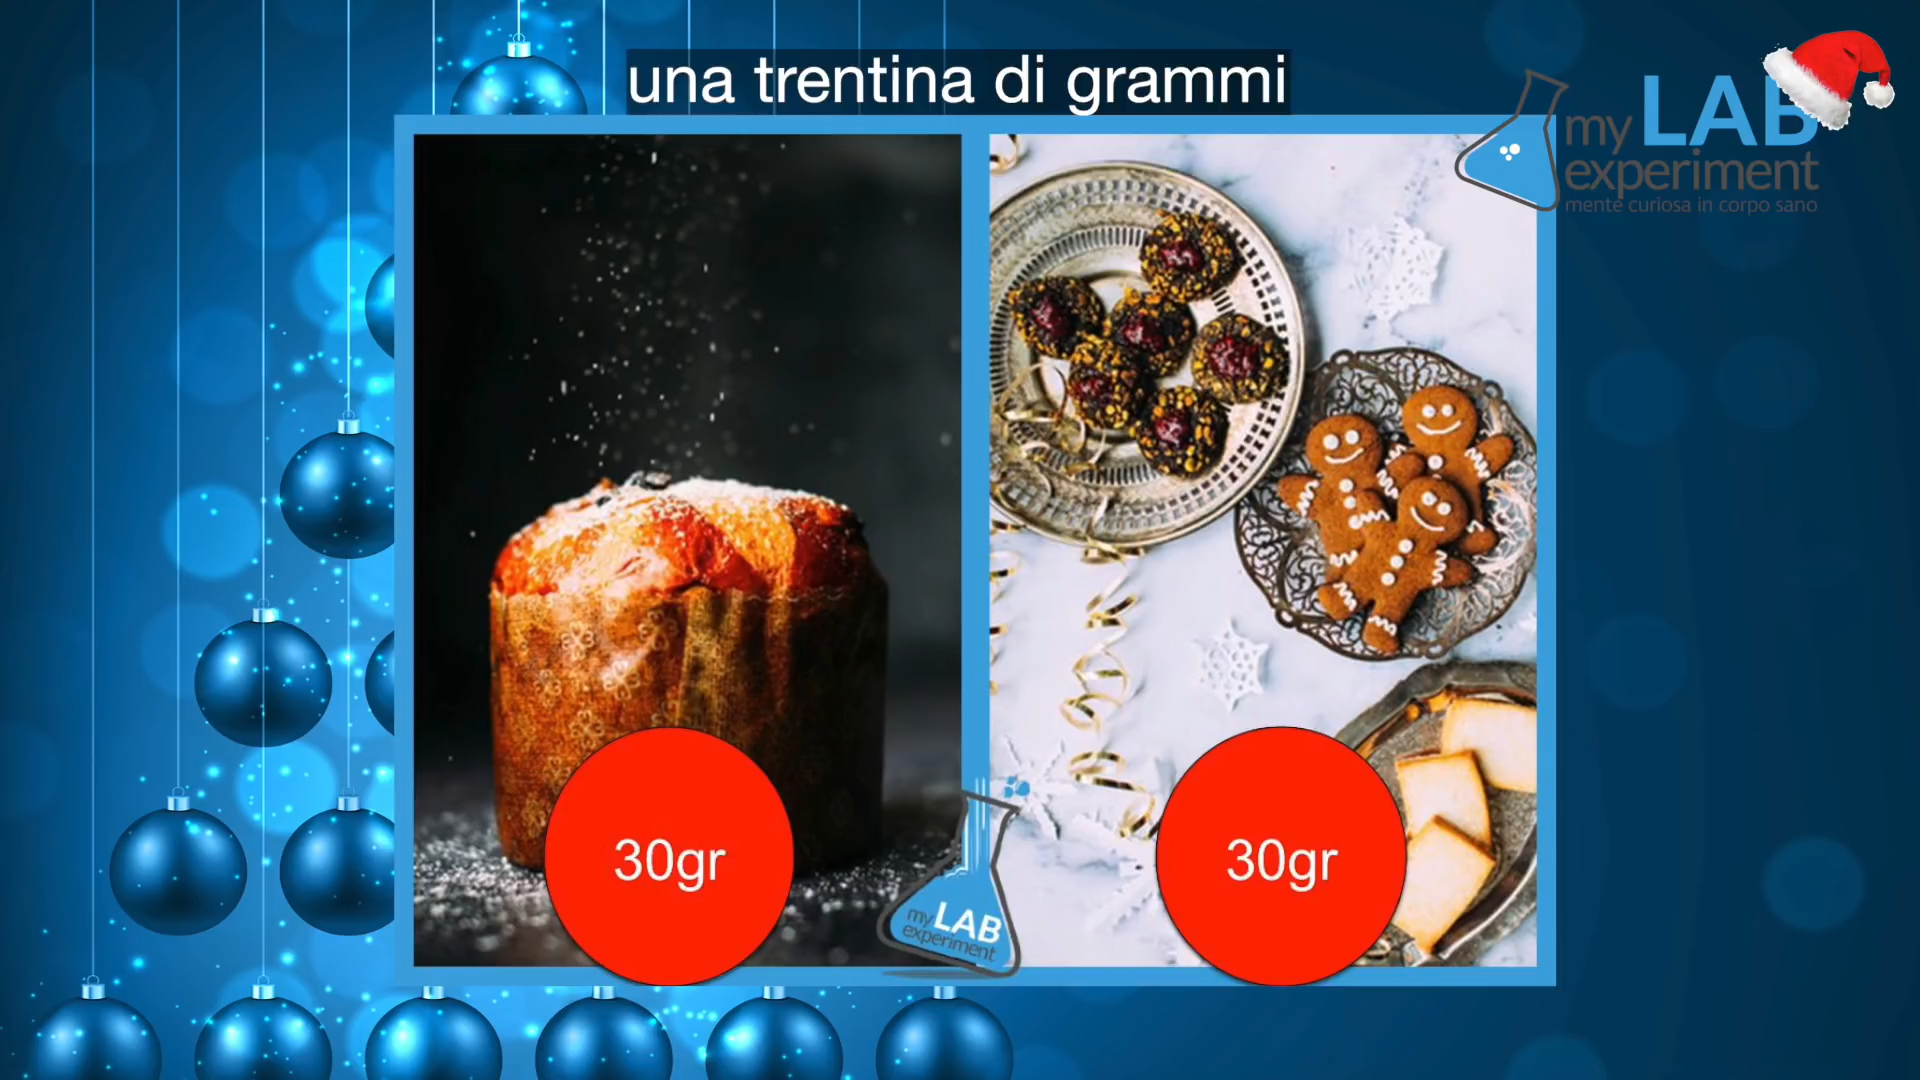 una trentina di grammi
my LAB
experiment
mente curiosa in corpo sano
30gr
30gr
my LAB
experiment